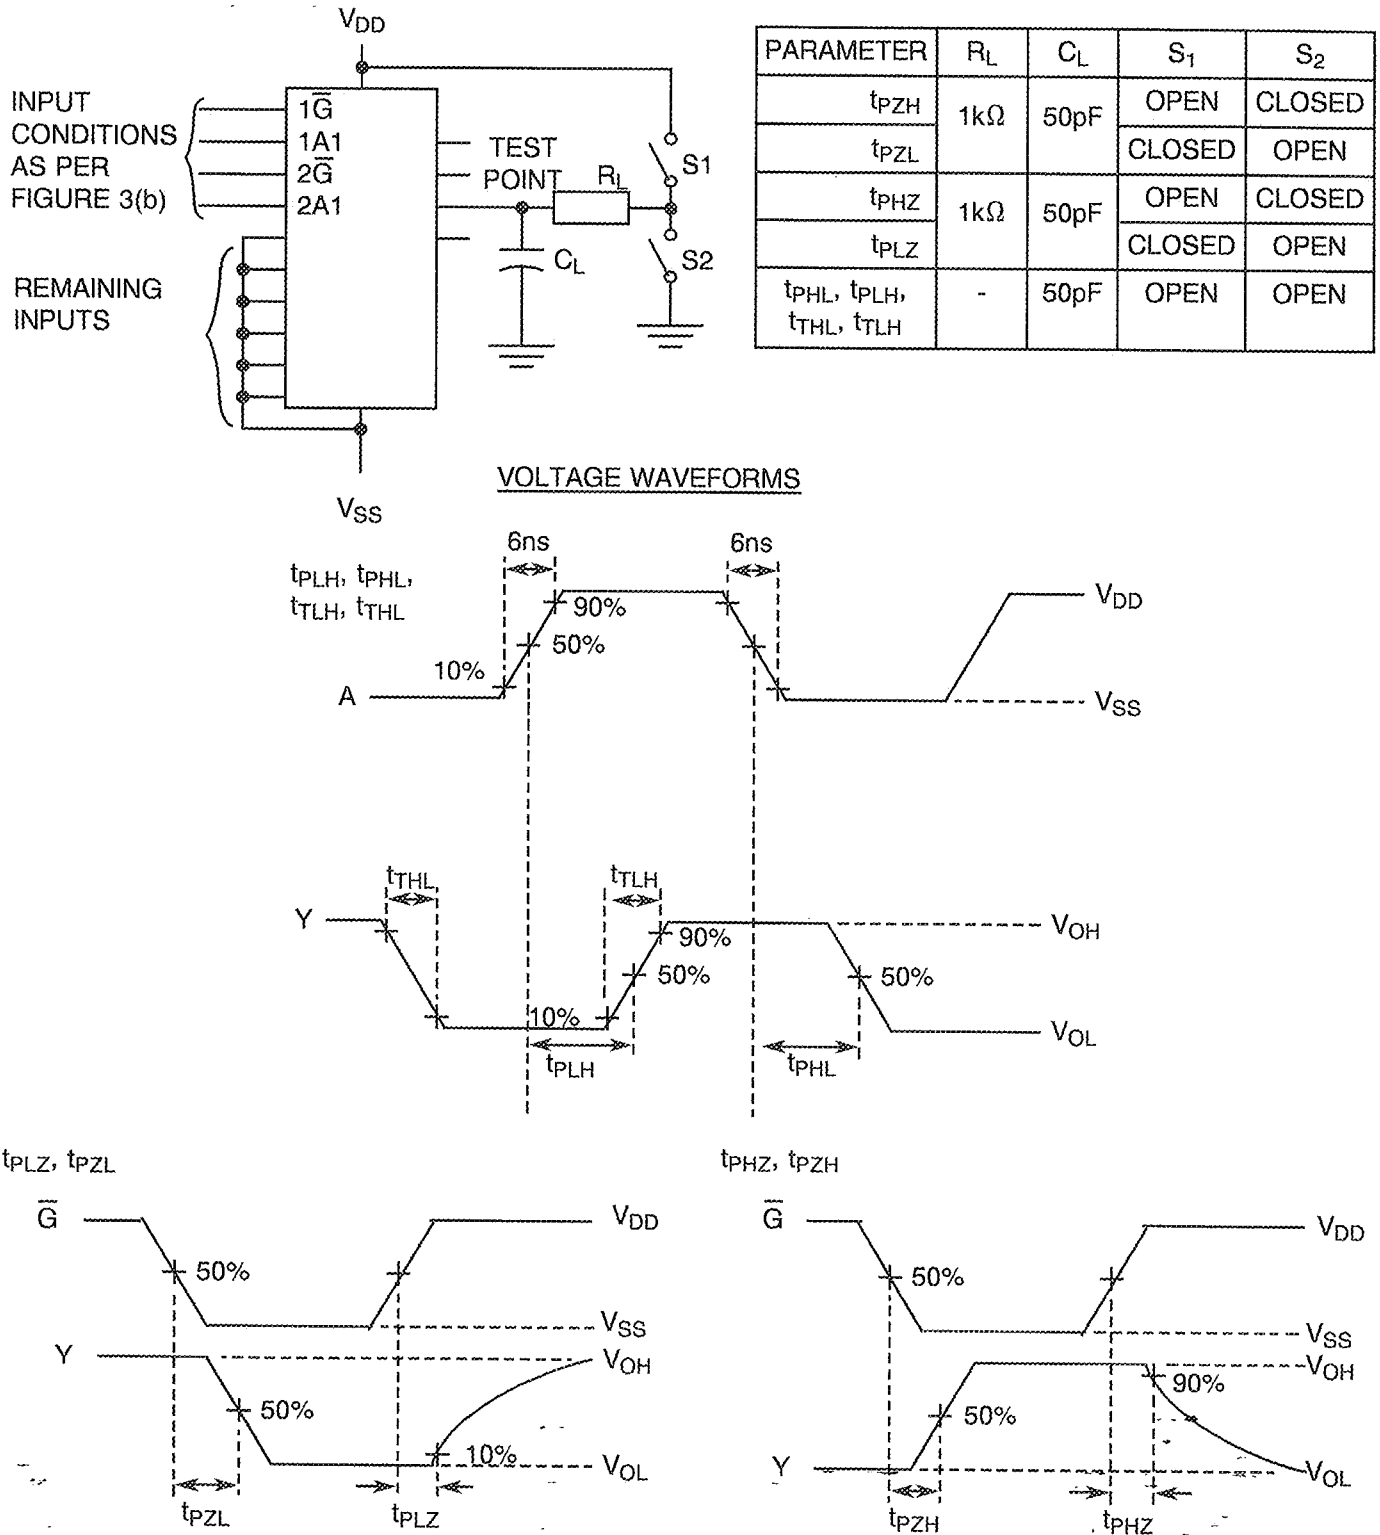 VDD
INPUT
CONDITIONS
AS PER
FIGURE 3(b)
1G̅
1A1
2G̅
2A1
TEST
POINT
RL
S1
CL
S2
REMAINING
INPUTS
VSS
PARAMETER RL CL S1 S2
tPZH 1kΩ 50pF OPEN CLOSED
tPZL CLOSED OPEN
tPHZ 1kΩ 50pF OPEN CLOSED
tPLZ CLOSED OPEN
tPHL, tPLH, - 50pF OPEN OPEN
tTHL, tTLH
VOLTAGE WAVEFORMS
tPLH, tPHL,
tTLH, tTHL
6ns 6ns
90% VDD
50%
10%
A VSS
tTHL tTLH
Y VOH
90%
50% 50%
10% VOL
tPLH tPHL
tPLZ, tPZL
G̅ VDD
50%
VSS
Y VOH
50%
10% VOL
tPZL tPLZ
tPHZ, tPZH
G̅ VDD
50%
VSS
VOH
90%
50%
Y VOL
tPZH tPHZ